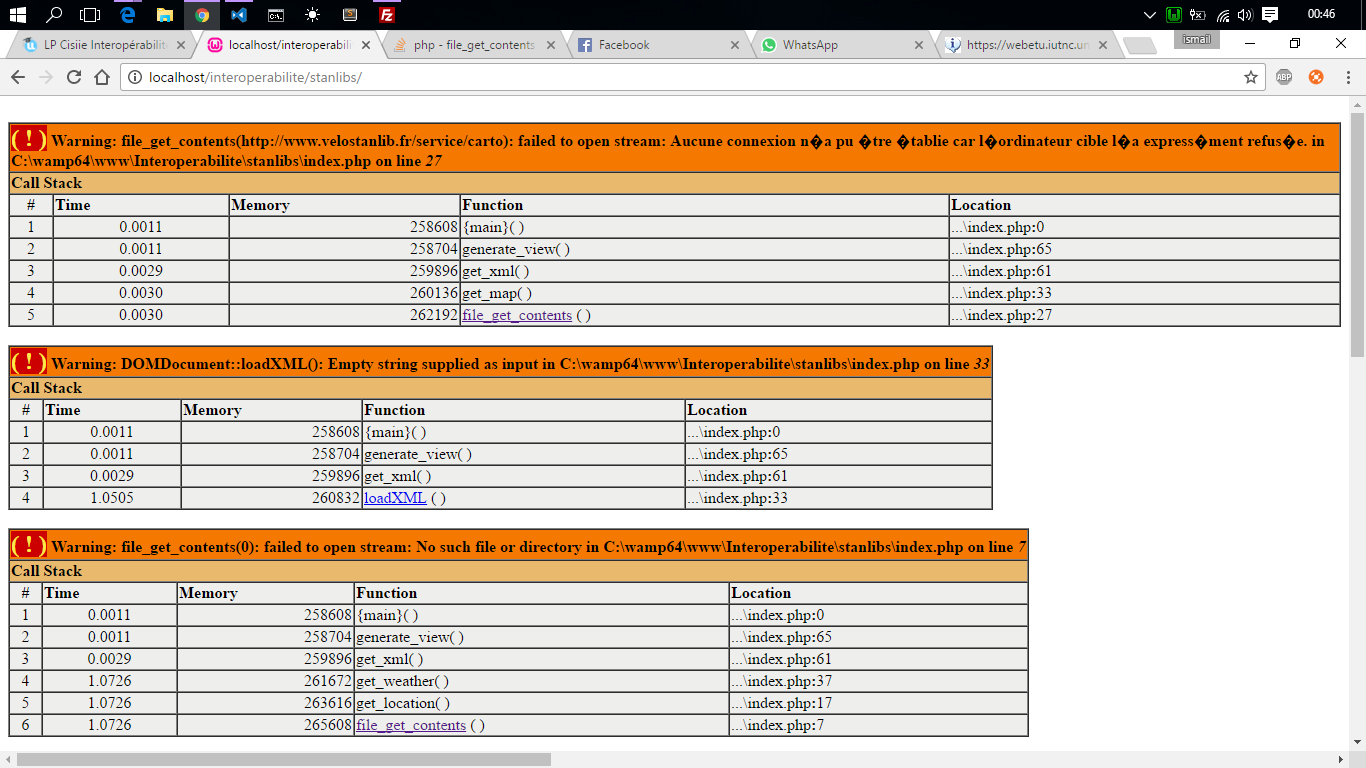 00:46
LP Cisiie Interopérabilit
localhost/interoperabili
php - file_get_contents
Facebook
WhatsApp
https://webetu.iutnc.un
ismail
localhost/interoperabilite/stanlibs/
ABP
( ! ) Warning: file_get_contents(http://www.velostanlib.fr/service/carto): failed to open stream: Aucune connexion n�a pu �tre �tablie car l�ordinateur cible l�a express�ment refus�e. in
C:\wamp64\www\Interoperabilite\stanlibs\index.php on line 27
Call Stack
# Time Memory Function Location
1 0.0011 258608 {main}( ) ...\index.php:0
2 0.0011 258704 generate_view( ) ...\index.php:65
3 0.0029 259896 get_xml( ) ...\index.php:61
4 0.0030 260136 get_map( ) ...\index.php:33
5 0.0030 262192 file_get_contents ( ) ...\index.php:27
( ! ) Warning: DOMDocument::loadXML(): Empty string supplied as input in C:\wamp64\www\Interoperabilite\stanlibs\index.php on line 33
Call Stack
# Time Memory Function Location
1 0.0011 258608 {main}( ) ...\index.php:0
2 0.0011 258704 generate_view( ) ...\index.php:65
3 0.0029 259896 get_xml( ) ...\index.php:61
4 1.0505 260832 loadXML ( ) ...\index.php:33
( ! ) Warning: file_get_contents(0): failed to open stream: No such file or directory in C:\wamp64\www\Interoperabilite\stanlibs\index.php on line 7
Call Stack
# Time Memory Function Location
1 0.0011 258608 {main}( ) ...\index.php:0
2 0.0011 258704 generate_view( ) ...\index.php:65
3 0.0029 259896 get_xml( ) ...\index.php:61
4 1.0726 261672 get_weather( ) ...\index.php:37
5 1.0726 263616 get_location( ) ...\index.php:17
6 1.0726 265608 file_get_contents ( ) ...\index.php:7